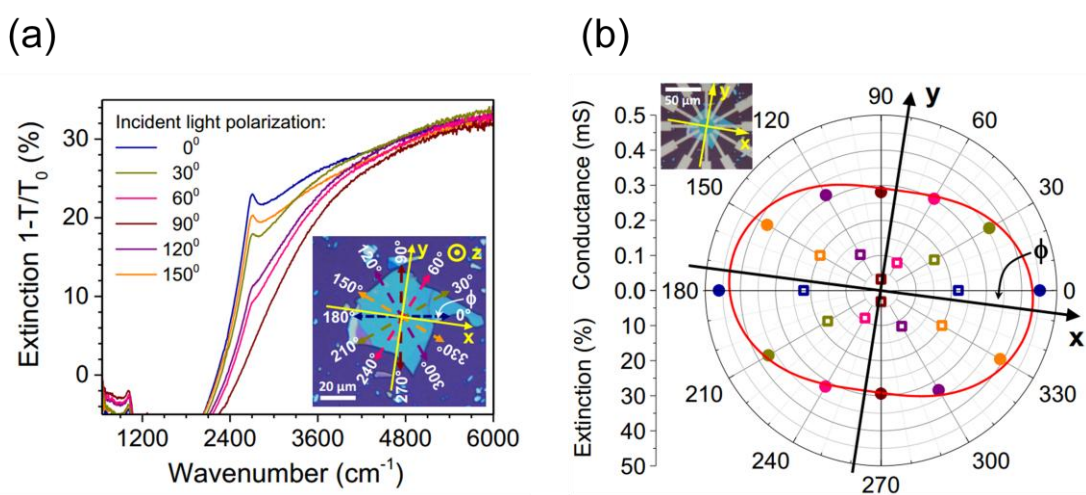 (a)
(b)
Extinction 1-T/T0 (%)
30
20
10
0
Incident light polarization:
0⁰
30⁰
60⁰
90⁰
120⁰
150⁰
1200
2400
3600
4800
6000
Wavenumber (cm⁻¹)
y
z
120°
90°
60°
150°
30°
ϕ
180°
0°
x
210°
330°
240°
270°
300°
20 µm
50 µm
y
x
Conductance (mS)
Extinction (%)
0.5
0.4
0.3
0.2
0.1
0.0
10
20
30
40
50
90
y
120
60
150
30
ϕ
180
0
x
210
330
240
300
270